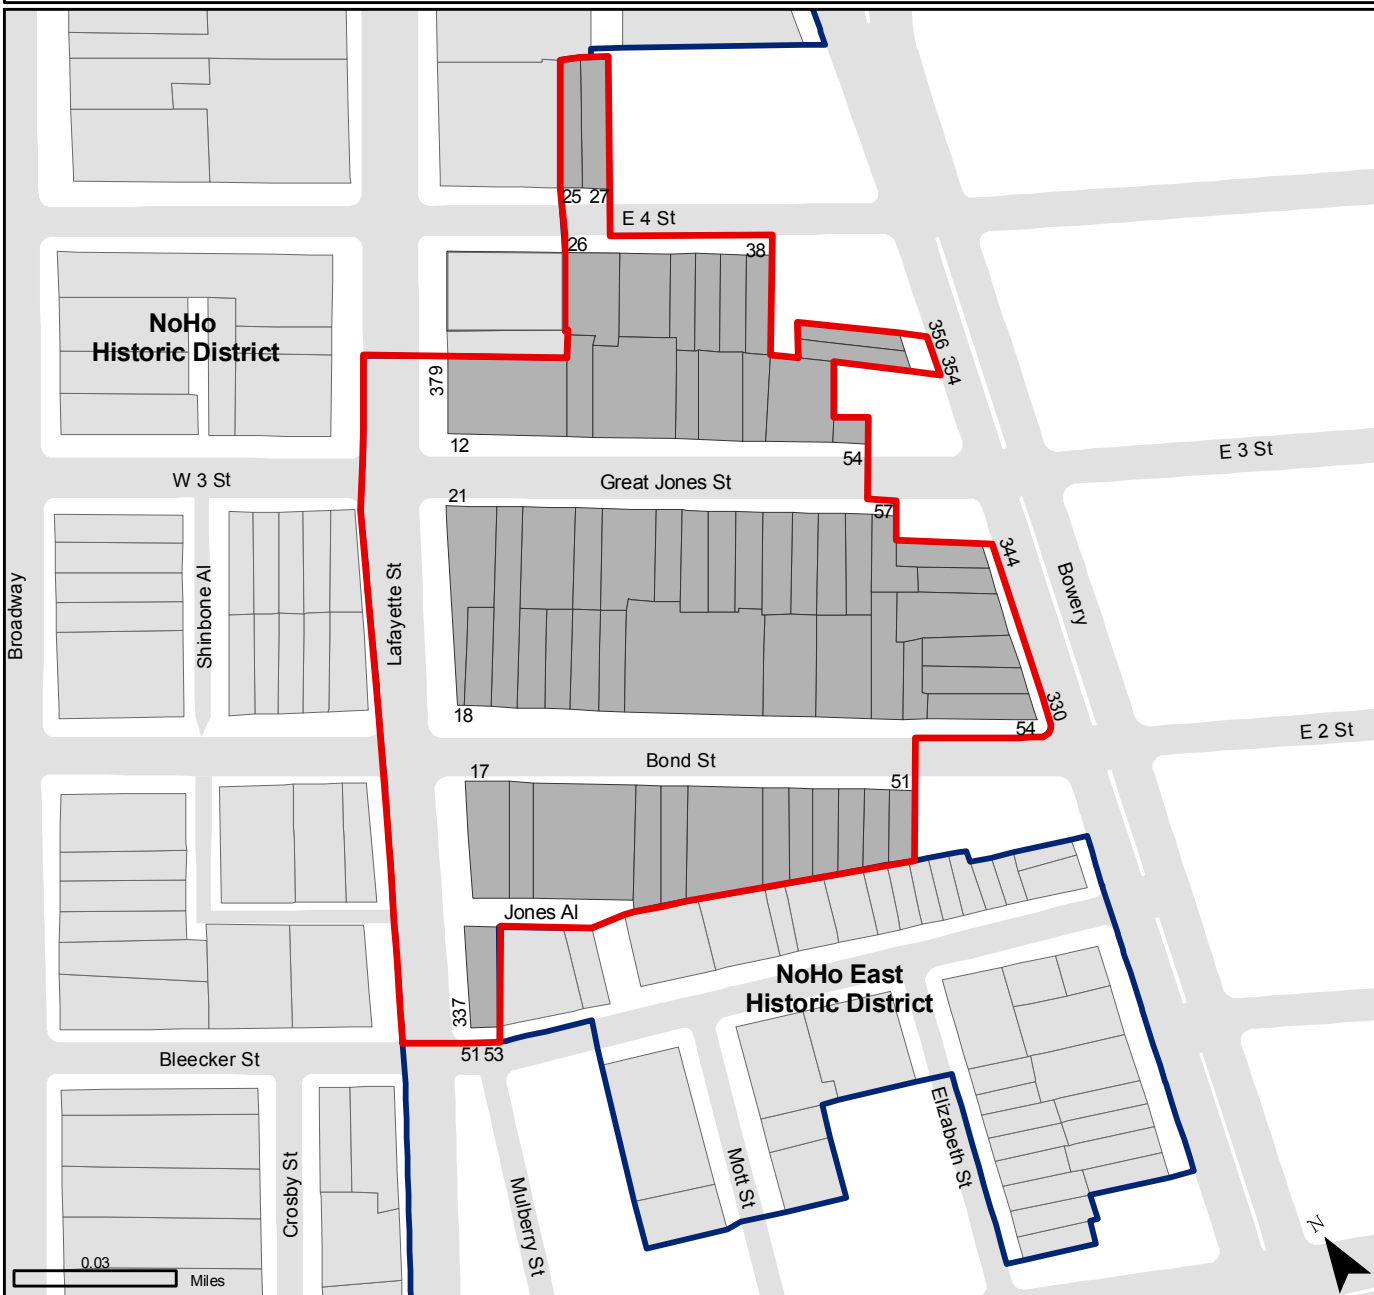 25 27
E 4 St
26
38
NoHo
Historic District
356
354
379
12
54
E 3 St
W 3 St
Great Jones St
21
57
344
Bowery
Broadway
Shinbone Al
Lafayette St
330
18
54
E 2 St
Bond St
17
51
Jones Al
NoHo East
Historic District
337
51 53
Bleecker St
Elizabeth St
Crosby St
Mott St
Mulberry St
N
0.03
Miles